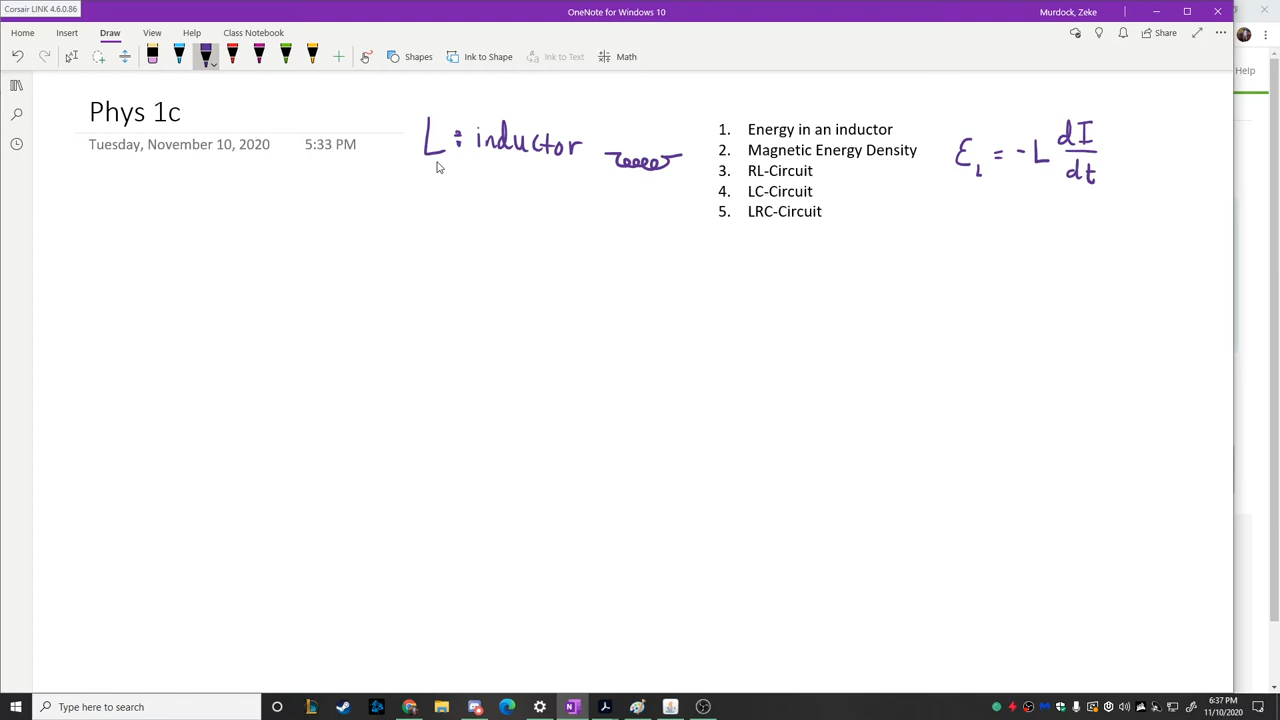 Corsair LINK 4.6.0.86
OneNote for Windows 10
Murdock, Zeke
Home Insert Draw View Help Class Notebook
Share
Shapes Ink to Shape Ink to Text Math
Help
Phys 1c
Tuesday, November 10, 2020 5:33 PM
L : inductor
1. Energy in an inductor
2. Magnetic Energy Density
3. RL-Circuit
4. LC-Circuit
5. LRC-Circuit
ε_L = -L dI/dt
Type here to search
6:37 PM
11/10/2020